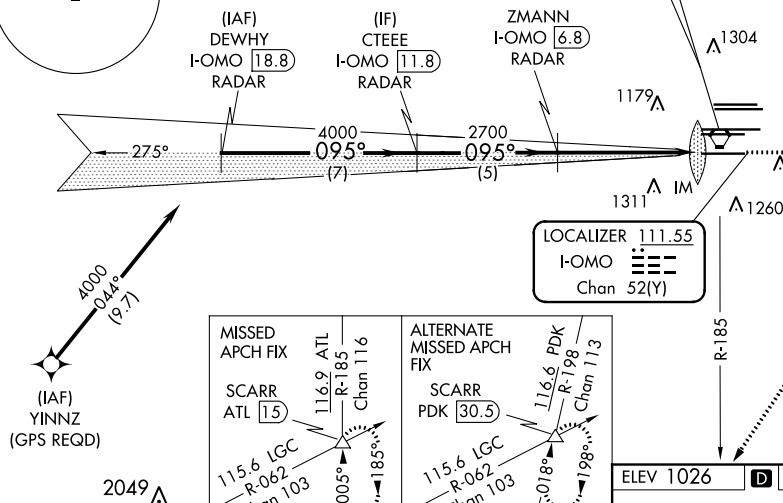 (IAF)
DEWHY
I-OMO 18.8
RADAR
(IF)
CTEEE
I-OMO 11.8
RADAR
ZMANN
I-OMO 6.8
RADAR
1304
1179
275°
4000
095°
(7)
2700
095°
(5)
1311
IM
1260
LOCALIZER 111.55
I-OMO
Chan 52(Y)
R-185
4000
044°
(9.7)
(IAF)
YINNZ
(GPS REQD)
MISSED
APCH FIX
SCARR
ATL 15
116.9 ATL
R-185
Chan 116
115.6 LGC
R-062
an 103
005°
185°
ALTERNATE
MISSED APCH
FIX
SCARR
PDK 30.5
116.6 PDK
R-198
Chan 113
115.6 LGC
R-062
an 103
018°
198°
2049
ELEV 1026 D